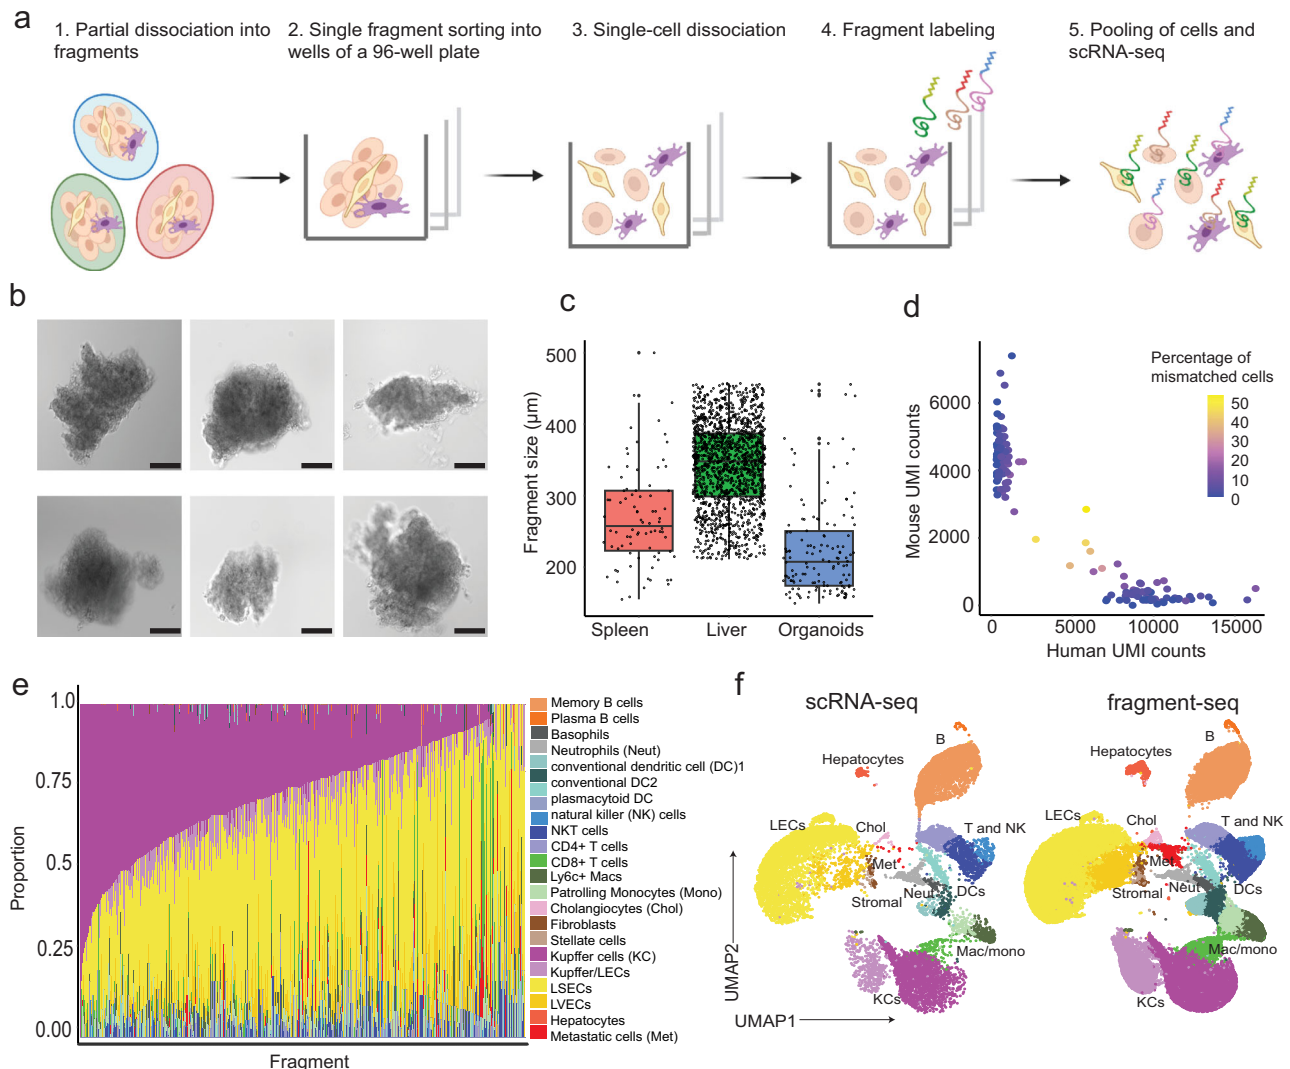 a
1. Partial dissociation into
fragments
2. Single fragment sorting into
wells of a 96-well plate
3. Single-cell dissociation
4. Fragment labeling
5. Pooling of cells and
scRNA-seq
b
c
Fragment size (µm)
500
400
300
200
Spleen
Liver
Organoids
d
Mouse UMI counts
6000
4000
2000
0
0
5000
10000
15000
Human UMI counts
Percentage of
mismatched cells
50
40
30
20
10
0
e
Proportion
1.0
0.75
0.5
0.25
0.00
Fragment
Memory B cells
Plasma B cells
Basophils
Neutrophils (Neut)
conventional dendritic cell (DC)1
conventional DC2
plasmacytoid DC
natural killer (NK) cells
NKT cells
CD4+ T cells
CD8+ T cells
Ly6c+ Macs
Patrolling Monocytes (Mono)
Cholangiocytes (Chol)
Fibroblasts
Stellate cells
Kupffer cells (KC)
Kupffer/LECs
LSECs
LVECs
Hepatocytes
Metastatic cells (Met)
f
scRNA-seq
B
Hepatocytes
LECs
Chol
T and NK
Met
Neut
DCs
Stromal
KCs
UMAP2
UMAP1
fragment-seq
B
Hepatocytes
LECs
Chol
T and NK
Met
Neut
DCs
Stromal
Mac/mono
KCs